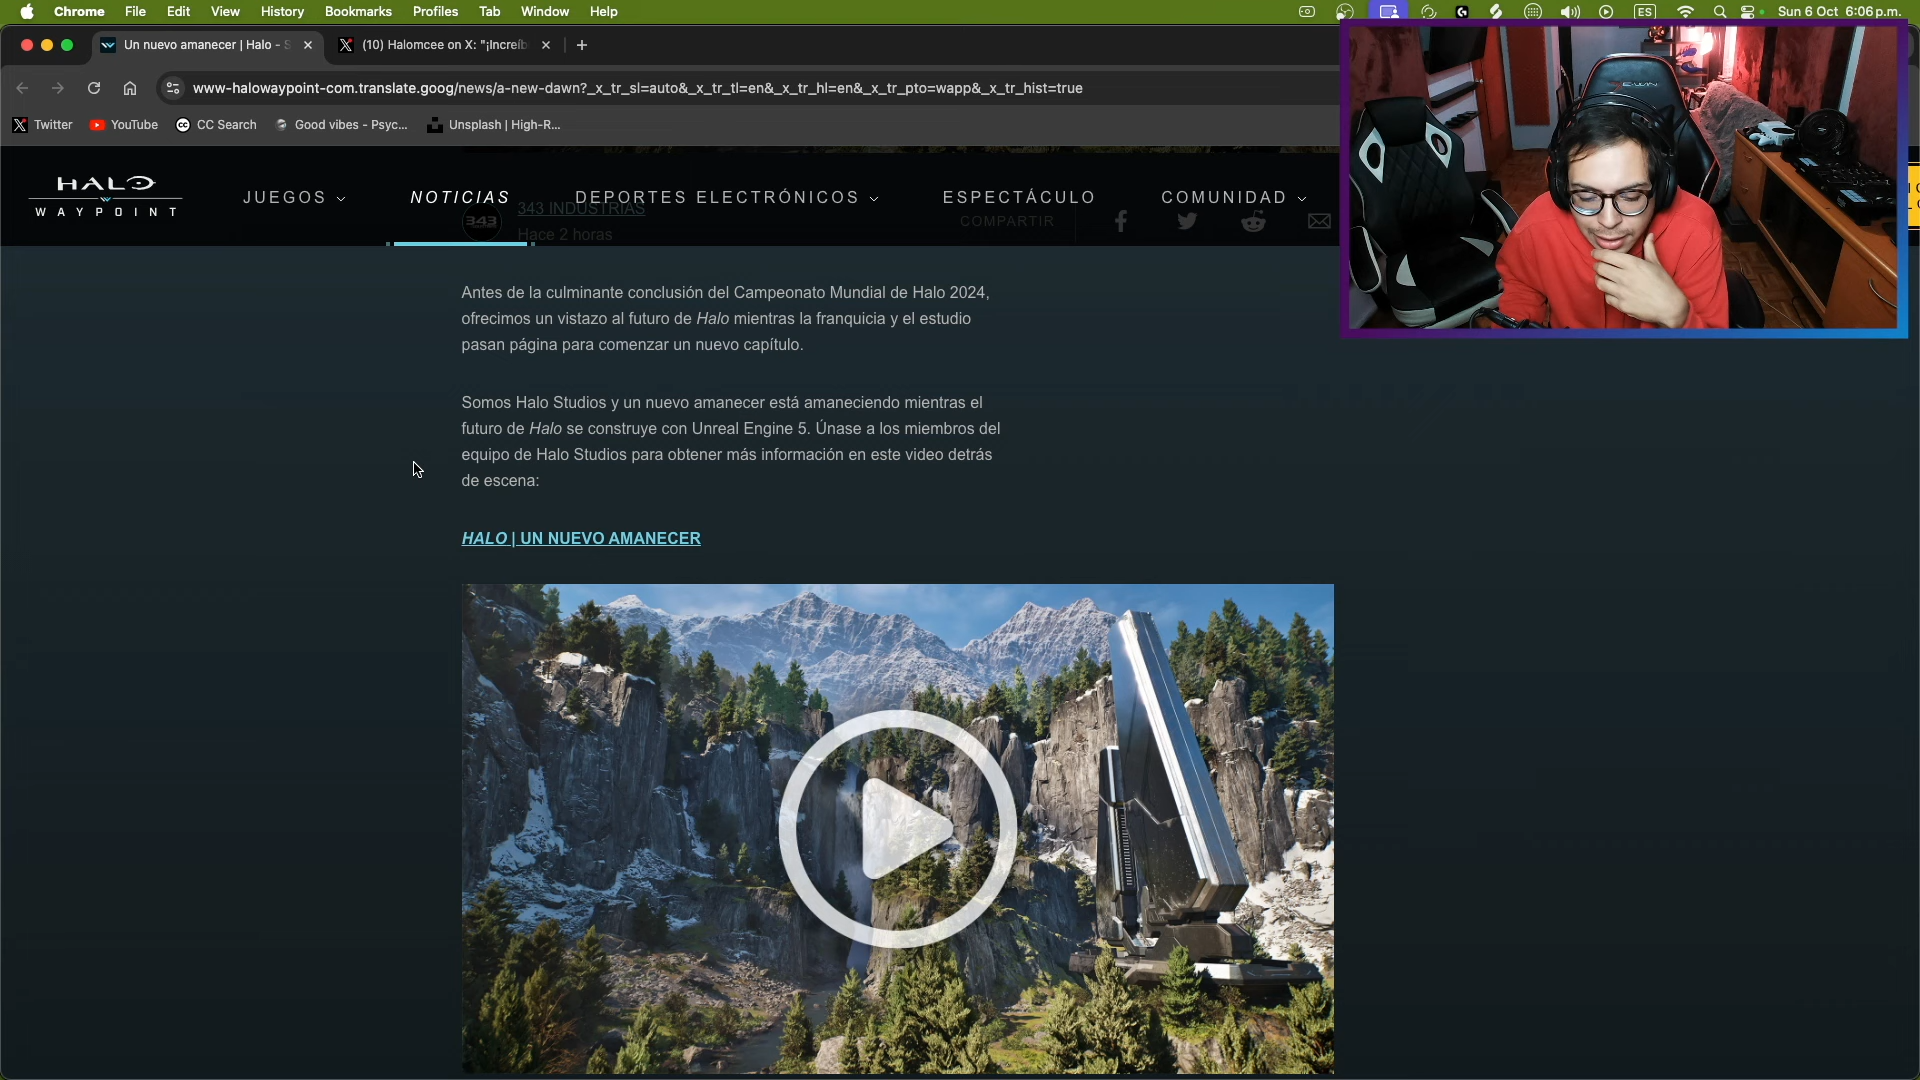 Chrome File Edit View History Bookmarks Profiles Tab Window Help
ES
Sun 6 Oct 6:06 p.m.
Un nuevo amanecer | Halo - S
(10) Halomcee on X: "¡Increíb
www-halowaypoint-com.translate.goog/news/a-new-dawn?_x_tr_sl=auto&_x_tr_tl=en&_x_tr_hl=en&_x_tr_pto=wapp&_x_tr_hist=true
Twitter YouTube CC Search Good vibes - Psyc... Unsplash | High-R...
HALO
WAYPOINT
JUEGOS NOTICIAS DEPORTES ELECTRÓNICOS ESPECTÁCULO COMUNIDAD
343
343 INDUSTRIAS
COMPARTIR
Hace 2 horas
Antes de la culminante conclusión del Campeonato Mundial de Halo 2024,
ofrecimos un vistazo al futuro de Halo mientras la franquicia y el estudio
pasan página para comenzar un nuevo capítulo.
Somos Halo Studios y un nuevo amanecer está amaneciendo mientras el
futuro de Halo se construye con Unreal Engine 5. Únase a los miembros del
equipo de Halo Studios para obtener más información en este video detrás
de escena:
HALO | UN NUEVO AMANECER